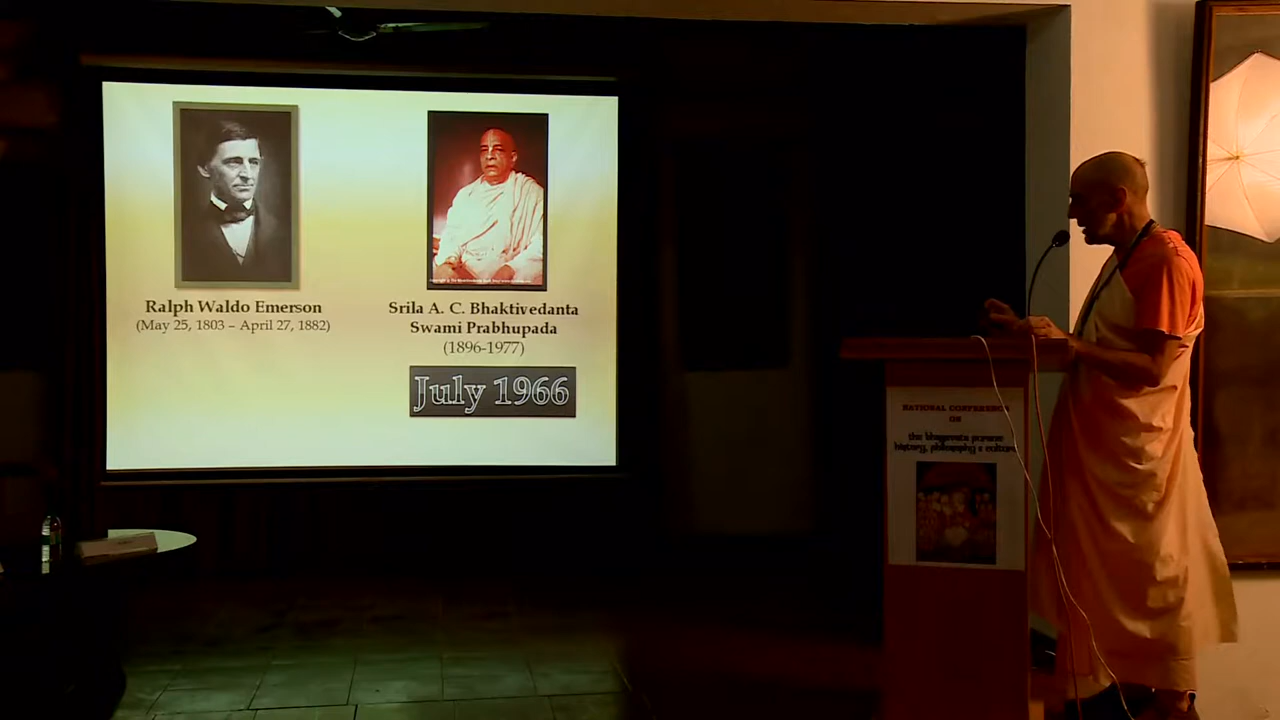 Ralph Waldo Emerson
(May 25, 1803 – April 27, 1882)
Srila A. C. Bhaktivedanta
Swami Prabhupada
(1896-1977)
July 1966
NATIONAL CONFERENCE
ON
the bhagavata purana
history, philosophy & culture